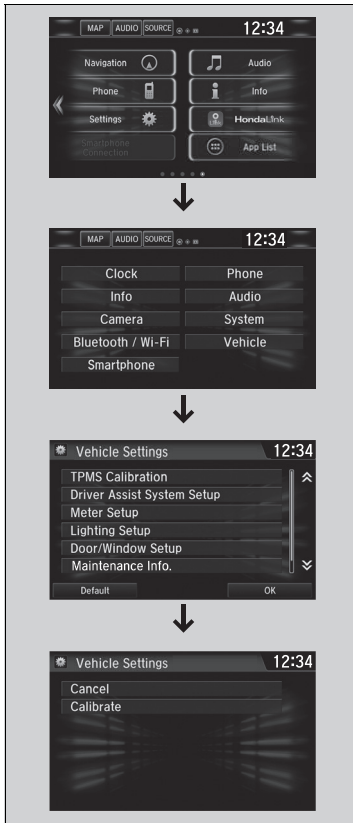 MAP AUDIO SOURCE 12:34
Navigation Audio
Phone Info
Settings HondaLink
Smartphone Connection App List
MAP AUDIO SOURCE 12:34
Clock Phone
Info Audio
Camera System
Bluetooth / Wi-Fi Vehicle
Smartphone
Vehicle Settings 12:34
TPMS Calibration
Driver Assist System Setup
Meter Setup
Lighting Setup
Door/Window Setup
Maintenance Info.
Default OK
Vehicle Settings 12:34
Cancel
Calibrate